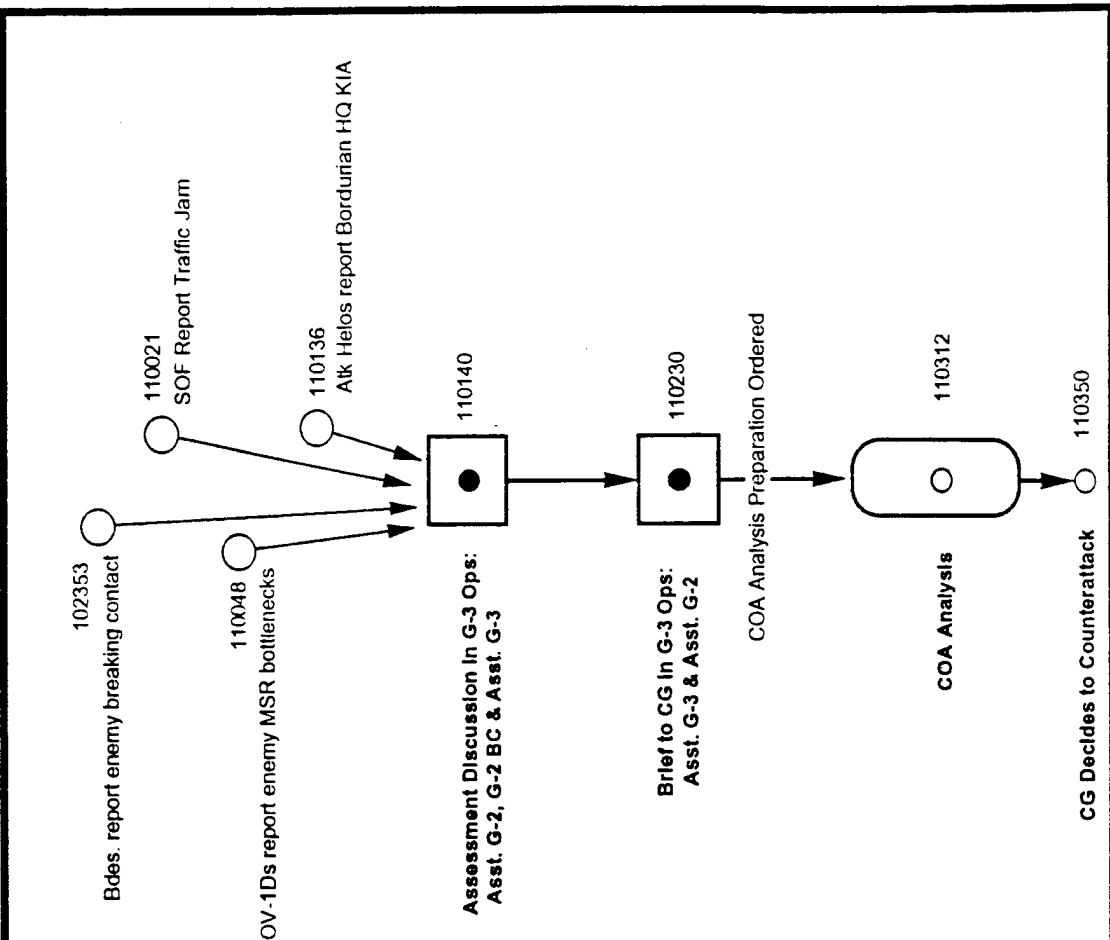 102353
Bdes. report enemy breaking contact
110021
SOF Report Traffic Jam
110048
OV-1Ds report enemy MSR bottlenecks
110136
Atk Helos report Bordurian HQ KIA
110140
Assessment Discussion in G-3 Ops:
Asst. G-2, G-2 BC & Asst. G-3
110230
Brief to CG in G-3 Ops:
Asst. G-3 & Asst. G-2
COA Analysis Preparation Ordered
110312
COA Analysis
110350
CG Decides to Counterattack